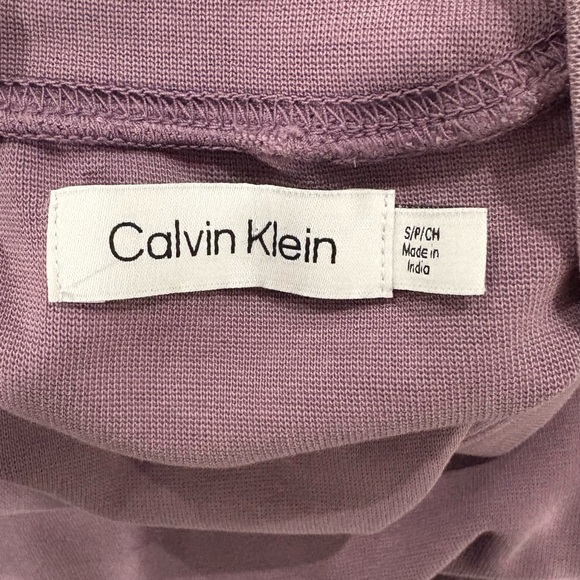 Calvin Klein
S/P/CH
Made in
India